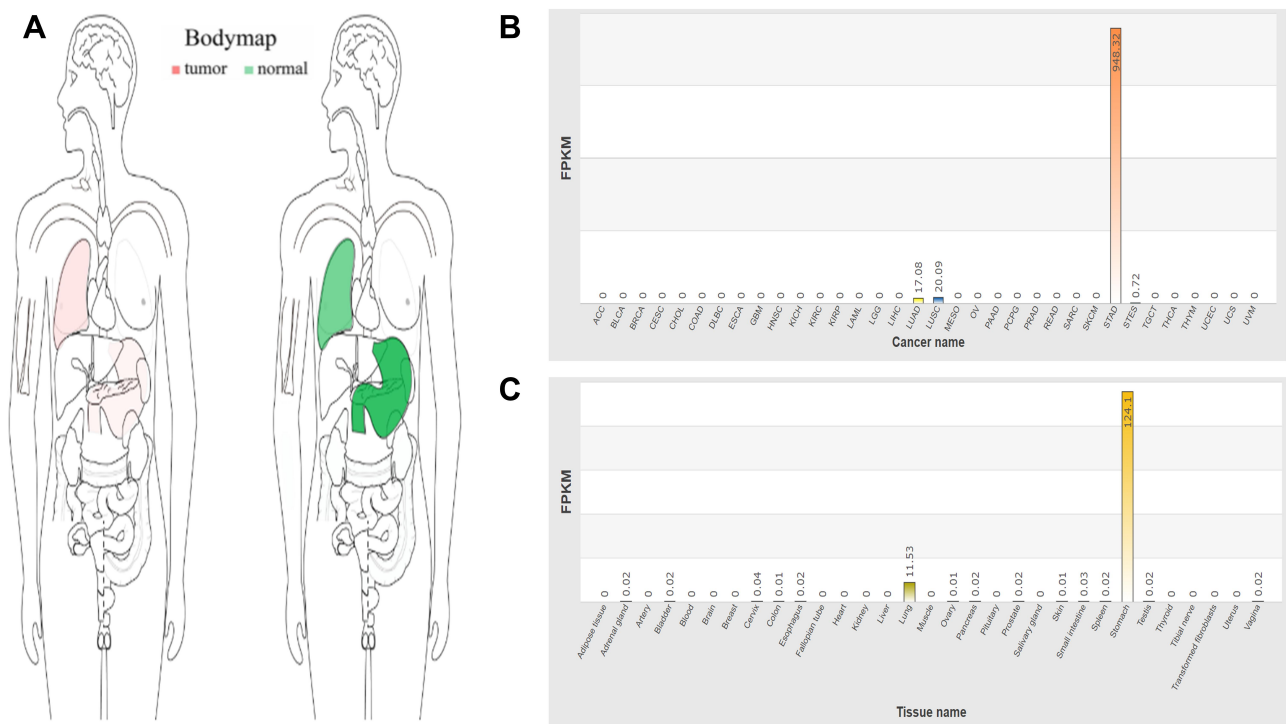 A
Bodymap
tumor normal
B
FPKM
0 0 0 0 0 0 0 0 0 0 0 0 0 0 0 0 0 17.08 20.09 0 0 0 0 0 0 0 0 948.32 0.72 0 0 0 0 0 0
ACC BLCA BRCA CESC CHOL COAD DLBC ESCA GBM HNSC KICH KIRC KIRP LAML LGG LIHC LUAD LUSC MESO OV PAAD PCPG PRAD READ SARC SKCM STAD STES TGCT THCA THYM UCEC UCS UVM
Cancer name
C
FPKM
0 0.02 0 0.02 0 0 0 0.04 0.01 0.02 0 0 0 0 11.53 0 0.01 0.02 0 0.02 0 0.01 0.03 0.02 124.1 0.02 0 0 0 0 0.02
Adipose tissue Adrenal gland Artery Bladder Blood Brain Breast Cervix Colon Esophagus Fallopian tube Heart Kidney Liver Lung Muscle Ovary Pancreas Pituitary Prostate Salivary gland Skin Small intestine Spleen Stomach Testis Thyroid Tibial nerve Transformed fibroblasts Uterus Vagina
Tissue name